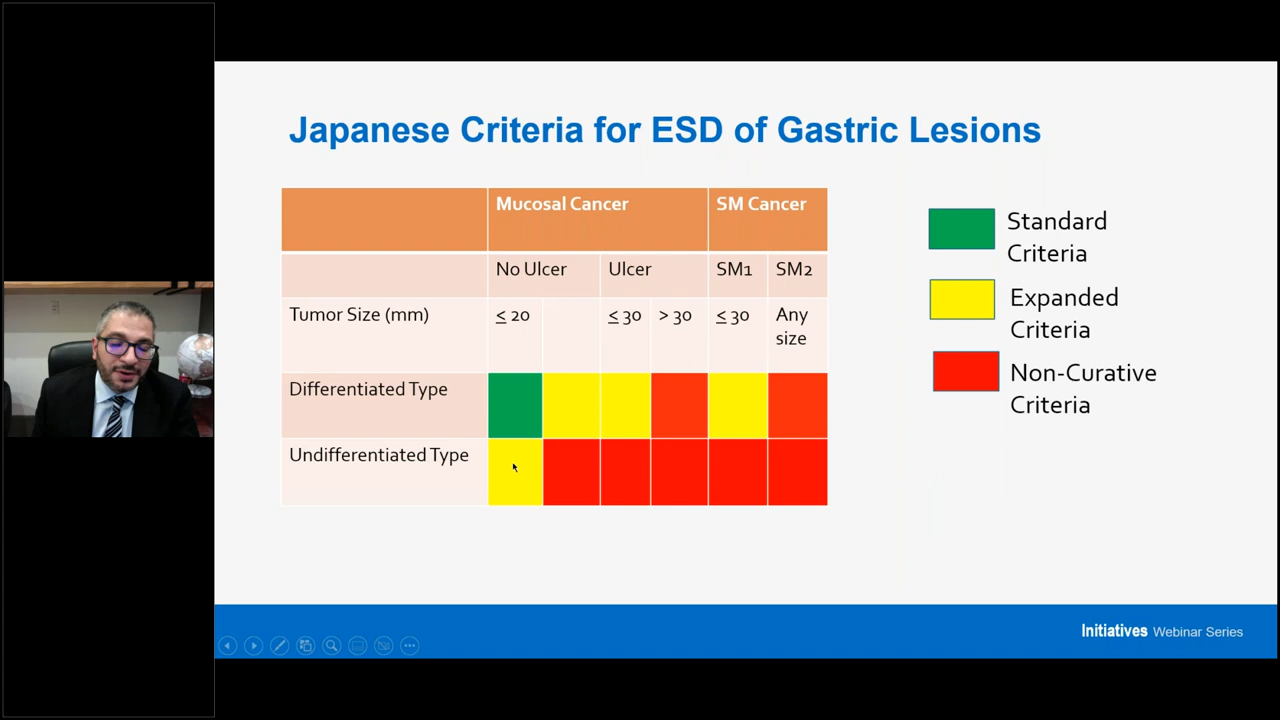 Japanese Criteria for ESD of Gastric Lesions
Mucosal Cancer SM Cancer
No Ulcer Ulcer SM1 SM2
Tumor Size (mm) ≤ 20 ≤ 30 > 30 ≤ 30 Any
size
Differentiated Type
Undifferentiated Type
Standard
Criteria
Expanded
Criteria
Non-Curative
Criteria
Initiatives Webinar Series